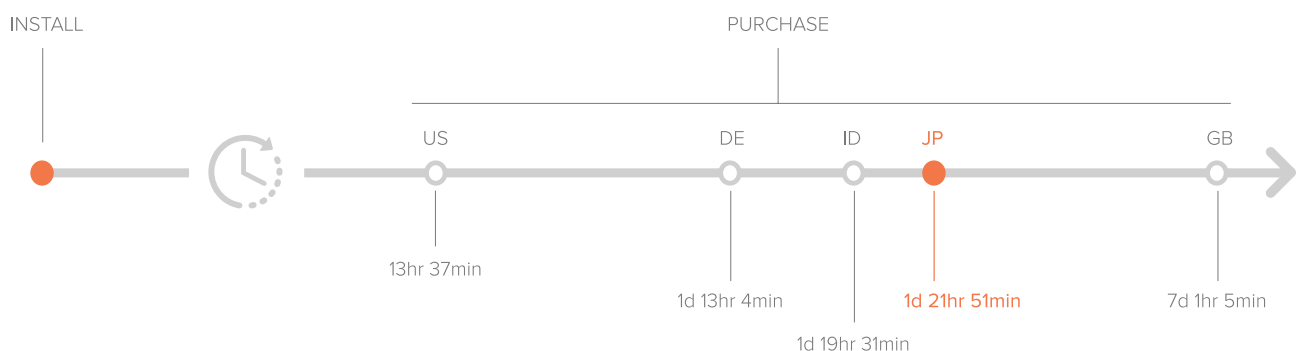 INSTALL
PURCHASE
US
DE
ID
JP
GB
13hr 37min
1d 13hr 4min
1d 21hr 51min
7d 1hr 5min
1d 19hr 31min